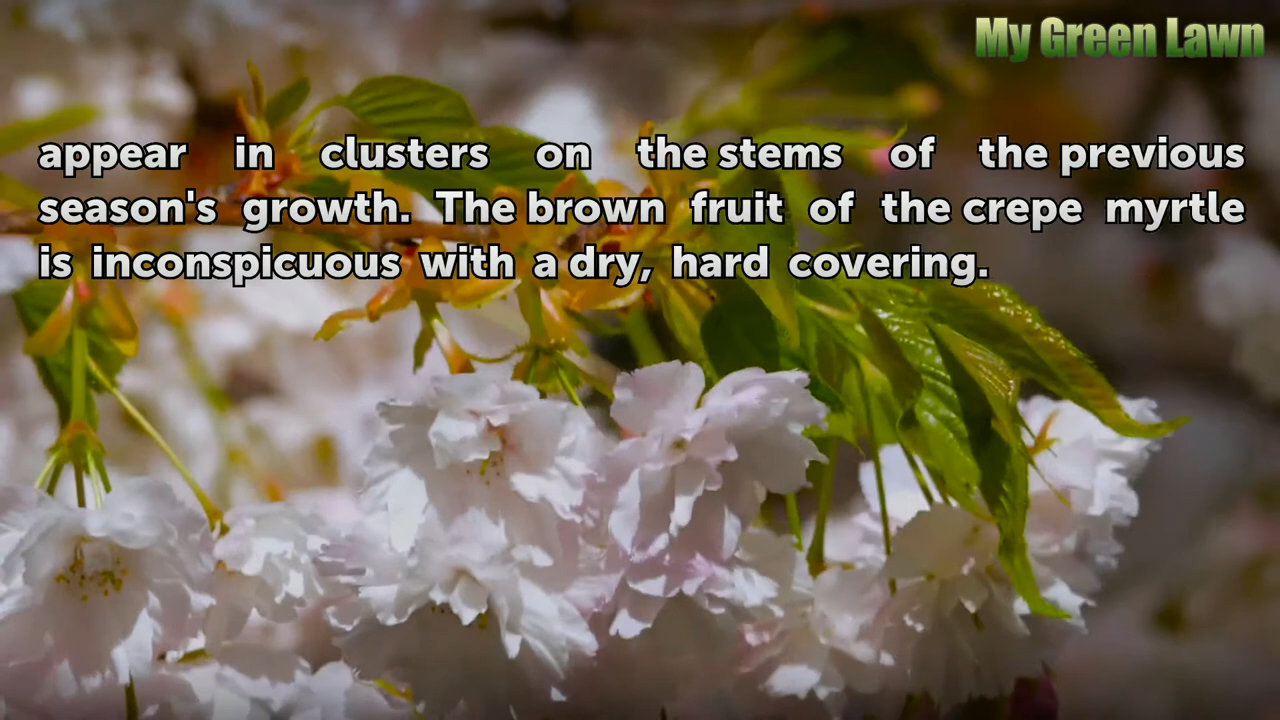 My Green Lawn
appear in clusters on the stems of the previous
season's growth. The brown fruit of the crepe myrtle
is inconspicuous with a dry, hard covering.